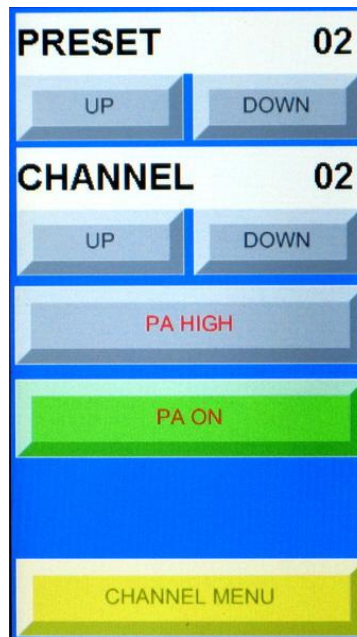 PRESET 02
UP DOWN
CHANNEL 02
UP DOWN
PA HIGH
PA ON
CHANNEL MENU